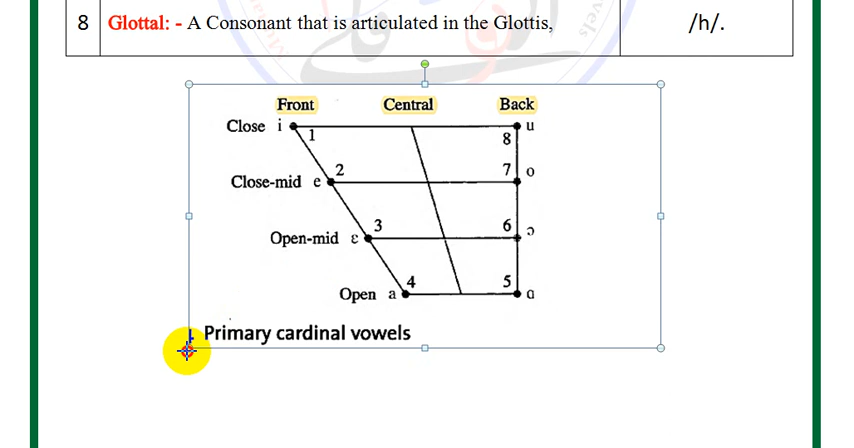 8 Glottal: - A Consonant that is articulated in the Glottis, /h/.
Front Central Back
Close i 1 8 u
Close-mid e 2 7 o
Open-mid ɛ 3 6 ɔ
Open a 4 5 ɑ
Primary cardinal vowels